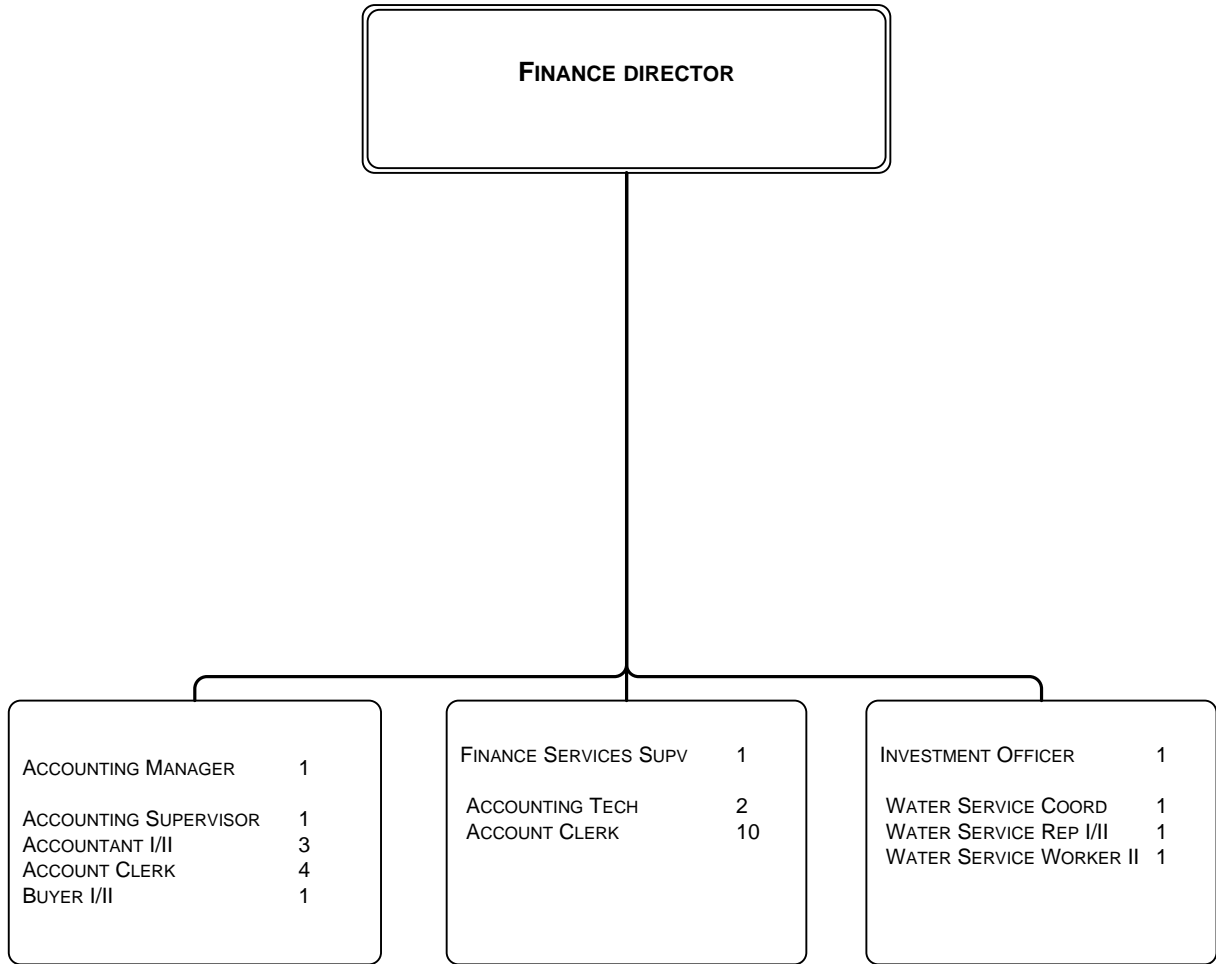 FINANCE DIRECTOR
ACCOUNTING MANAGER 1
ACCOUNTING SUPERVISOR 1
ACCOUNTANT I/II 3
ACCOUNT CLERK 4
BUYER I/II 1
FINANCE SERVICES SUPV 1
ACCOUNTING TECH 2
ACCOUNT CLERK 10
INVESTMENT OFFICER 1
WATER SERVICE COORD 1
WATER SERVICE REP I/II 1
WATER SERVICE WORKER II 1